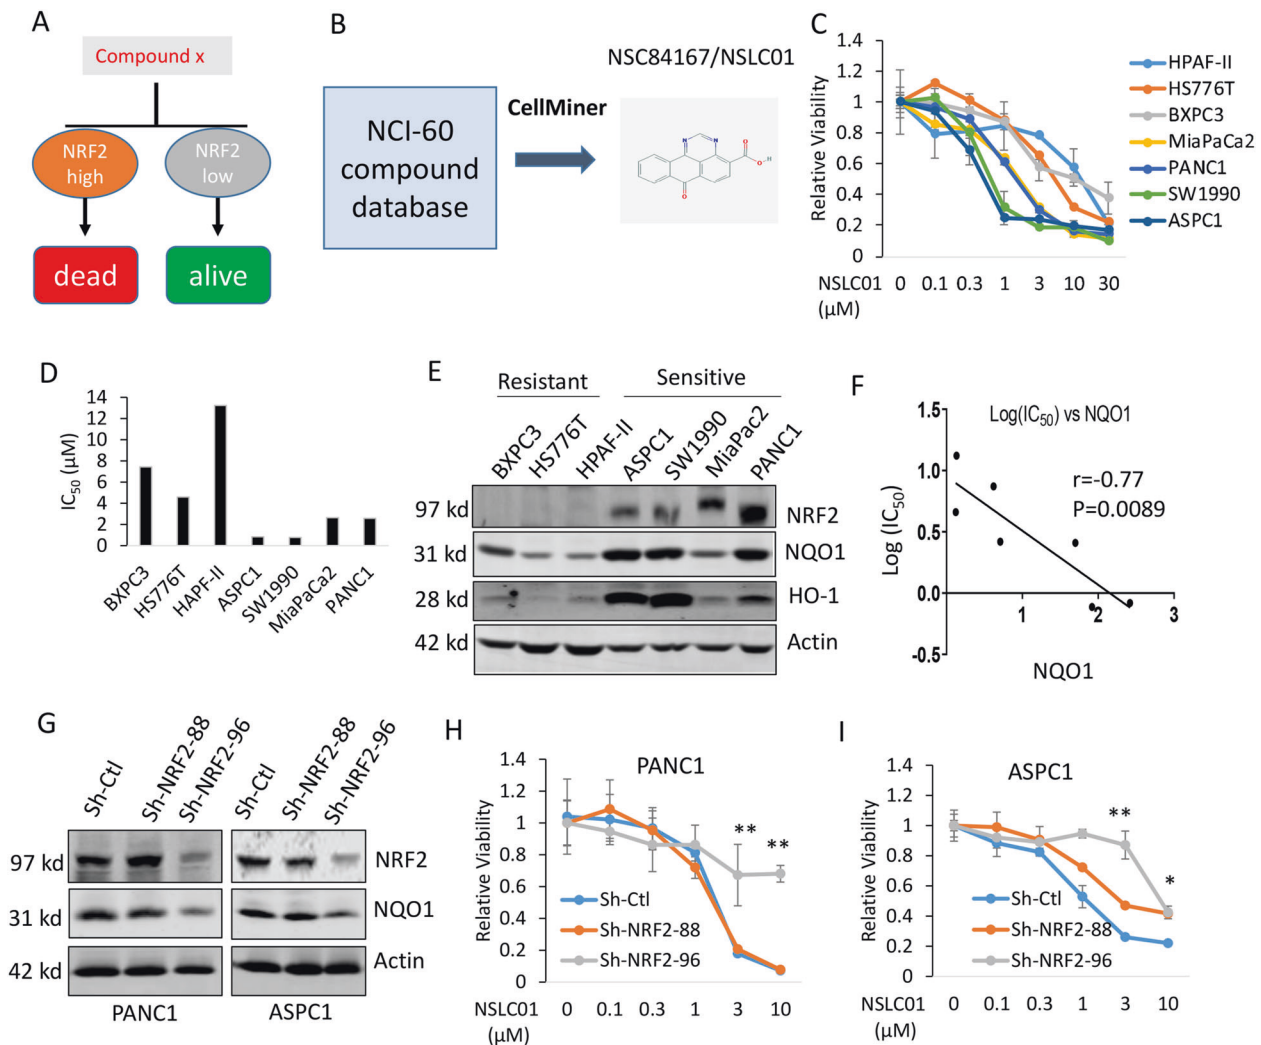 A
Compound x
NRF2
high
NRF2
low
dead
alive
B
NSC84167/NSLC01
NCI-60
compound
database
CellMiner
N
N
O
O
H
O
C
Relative Viability
1.4
1.2
1
0.8
0.6
0.4
0.2
0
NSLC01
(μM)
0 0.1 0.3 1 3 10 30
HPAF-II
HS776T
BXPC3
MiaPaCa2
PANC1
SW1990
ASPC1
D
IC50 (μM)
14
12
10
8
6
4
2
0
BXPC3
HS776T
HAPF-II
ASPC1
SW1990
MiaPaCa2
PANC1
E
Resistant
Sensitive
BXPC3
HS776T
HPAF-II
ASPC1
SW1990
MiaPac2
PANC1
97 kd NRF2
31 kd NQO1
28 kd HO-1
42 kd Actin
F
Log(IC50) vs NQO1
r=-0.77
P=0.0089
Log (IC50)
1.5
1.0
0.5
0.0
-0.5
1 2 3
NQO1
G
Sh-Ctl
Sh-NRF2-88
Sh-NRF2-96
Sh-Ctl
Sh-NRF2-88
Sh-NRF2-96
97 kd NRF2
31 kd NQO1
42 kd Actin
PANC1 ASPC1
H
PANC1
Relative Viability
1.4
1.2
1
0.8
0.6
0.4
0.2
0
**
**
Sh-Ctl
Sh-NRF2-88
Sh-NRF2-96
NSLC01
(μM)
0 0.1 0.3 1 3 10
I
ASPC1
Relative Viability
1.4
1.2
1
0.8
0.6
0.4
0.2
0
**
*
Sh-Ctl
Sh-NRF2-88
Sh-NRF2-96
NSLC01
(μM)
0 0.1 0.3 1 3 10